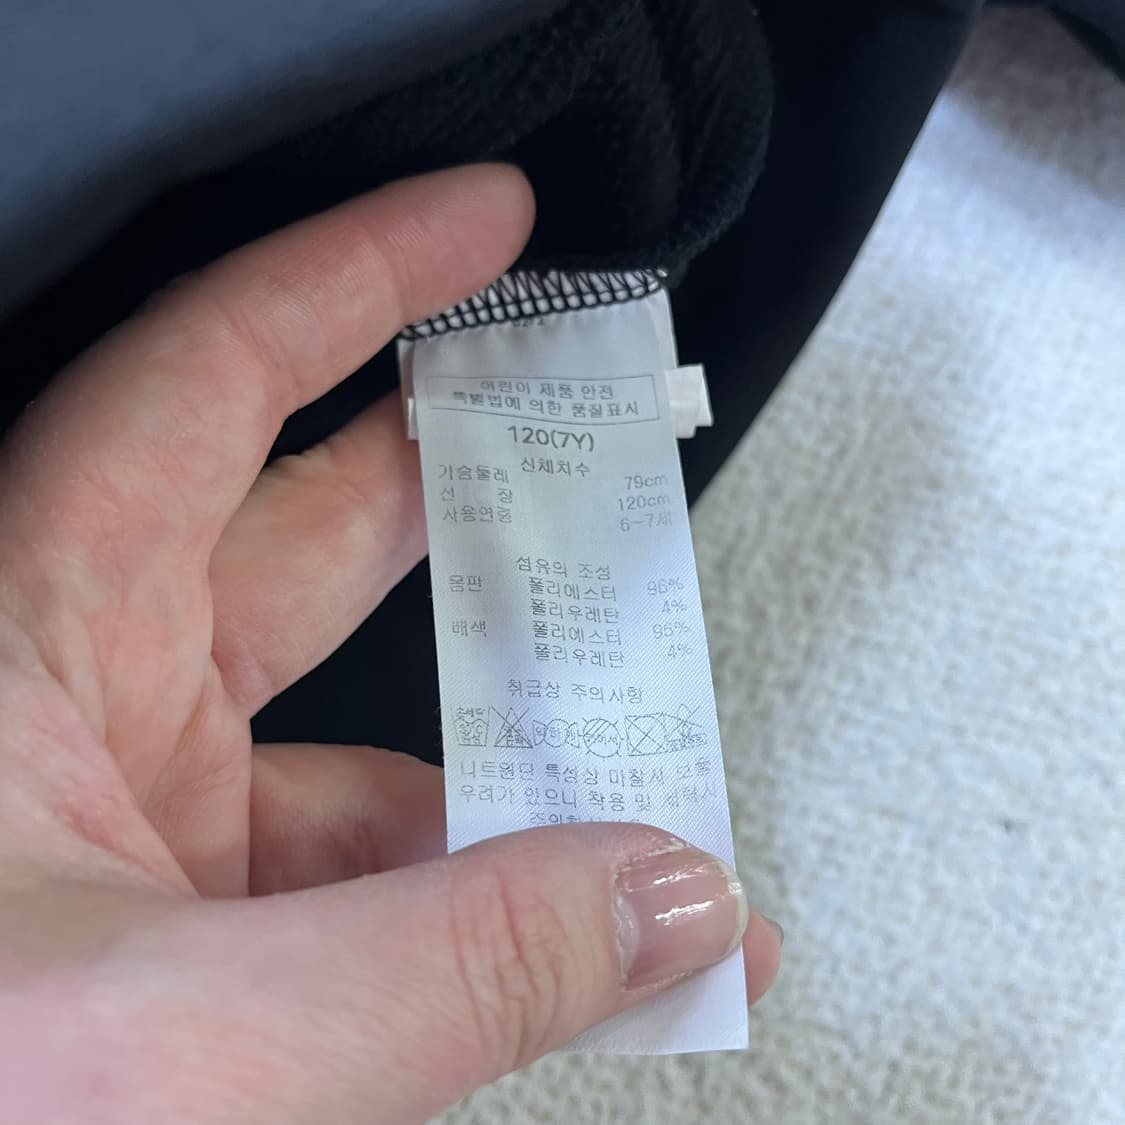 어린이 제품 안전
특별법에 의한 품질표시
120(7Y)
신체치수
가슴둘레 79cm
신 장 120cm
사용연령 6-7세
섬유의 조성
몸판 폴리에스터 96%
폴리우레탄 4%
배색 폴리에스터 96%
폴리우레탄 4%
취급상 주의사항
니트원단 특성상 마찰시 보풀
우려가 있으니 착용 및 세탁시